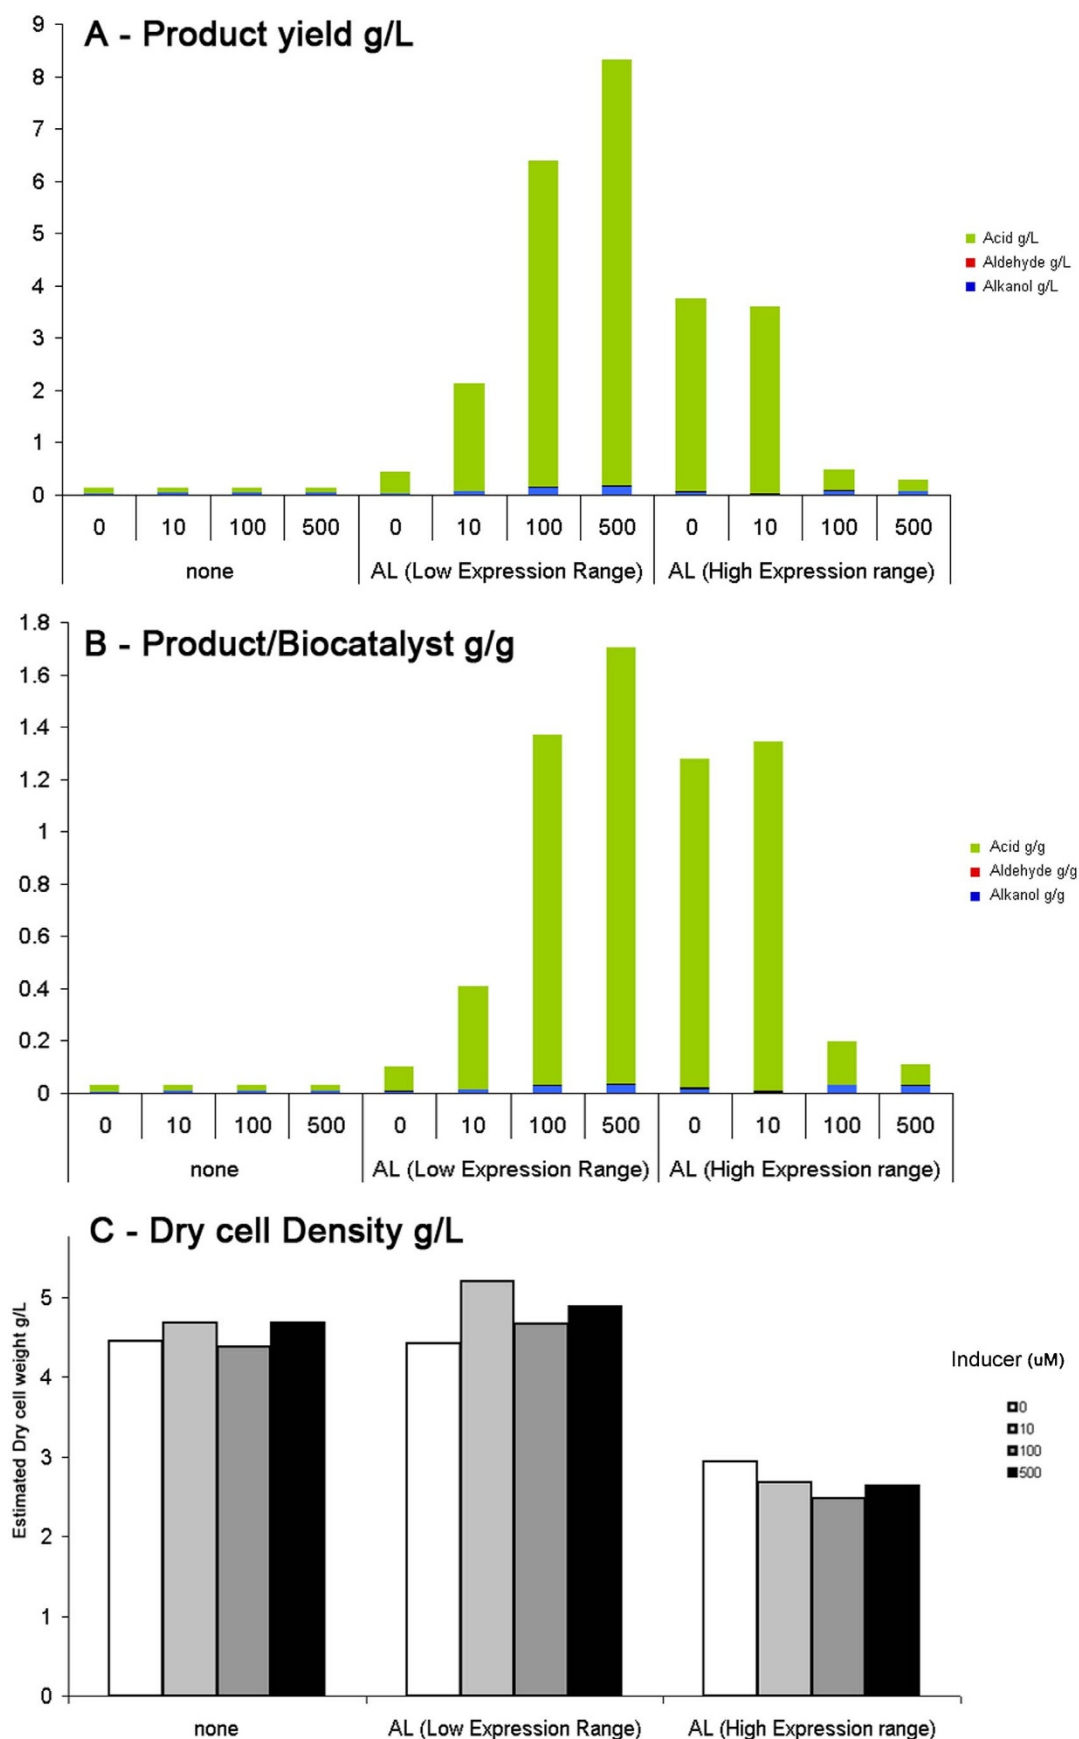 A - Product yield g/L
9
8
7
6
5
4
3
2
1
0
Acid g/L
Aldehyde g/L
Alkanol g/L
0 10 100 500 0 10 100 500 0 10 100 500
none AL (Low Expression Range) AL (High Expression range)
B - Product/Biocatalyst g/g
1.8
1.6
1.4
1.2
1
0.8
0.6
0.4
0.2
0
Acid g/g
Aldehyde g/g
Alkanol g/g
0 10 100 500 0 10 100 500 0 10 100 500
none AL (Low Expression Range) AL (High Expression range)
C - Dry cell Density g/L
Estimated Dry cell weight g/L
5
4
3
2
1
0
Inducer (uM)
0
10
100
500
none AL (Low Expression Range) AL (High Expression range)